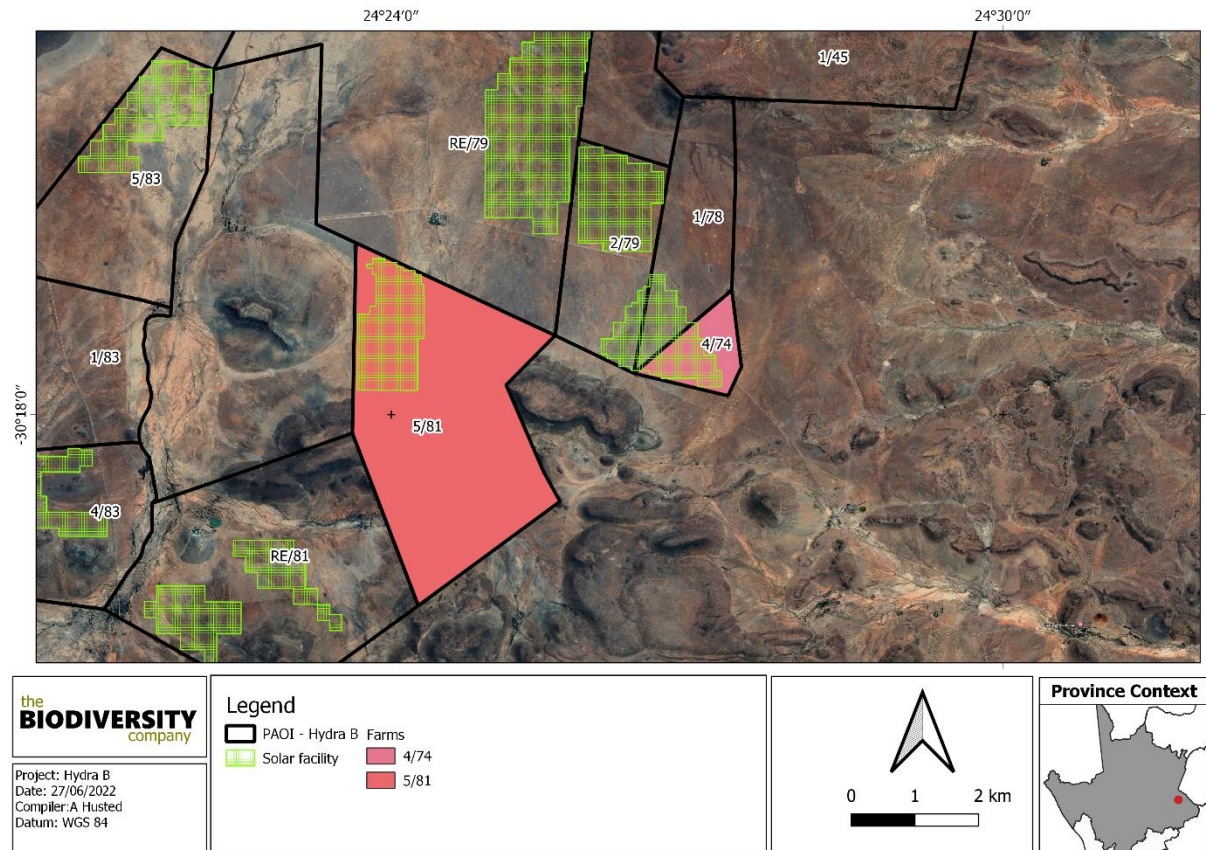 24°24′0″
24°30′0″
1/45
RE/79
5/83
1/78
2/79
4/74
1/83
-30°18′0″
5/81
4/83
RE/81
the
BIODIVERSITY
company
Project: Hydra B
Date: 27/06/2022
Compiler:A Husted
Datum: WGS 84
Legend
PAOI - Hydra B
Solar facility
Farms
4/74
5/81
0 1 2 km
Province Context